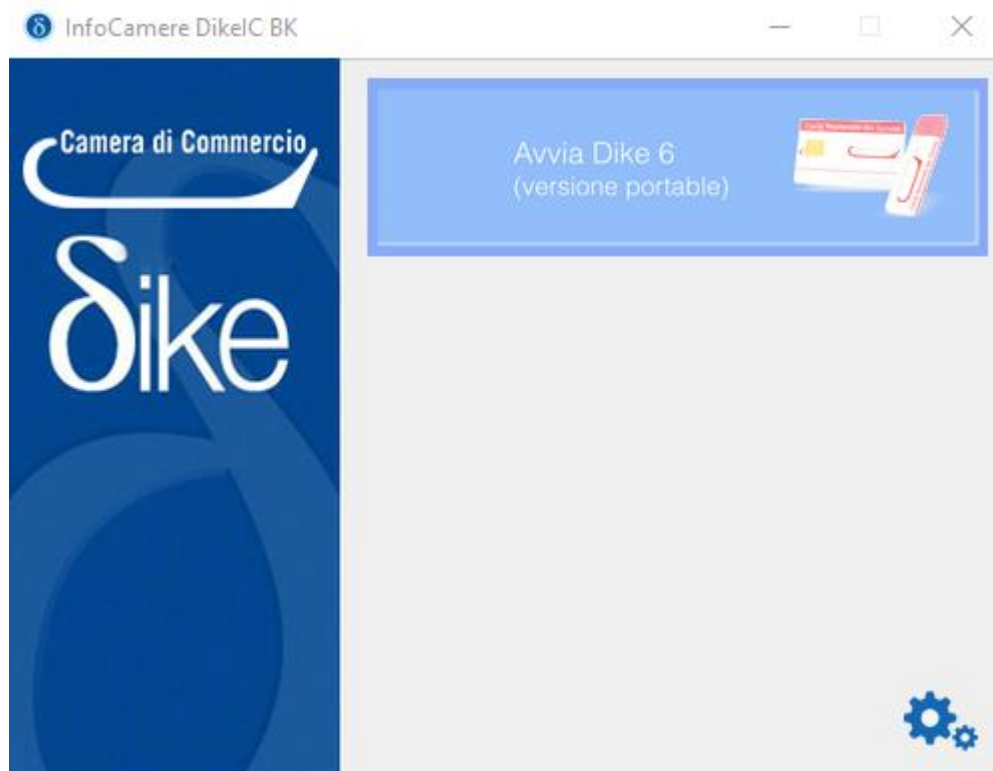 InfoCamere DikeIC BK
Camera di Commercio
δike
Avvia Dike 6
(versione portable)